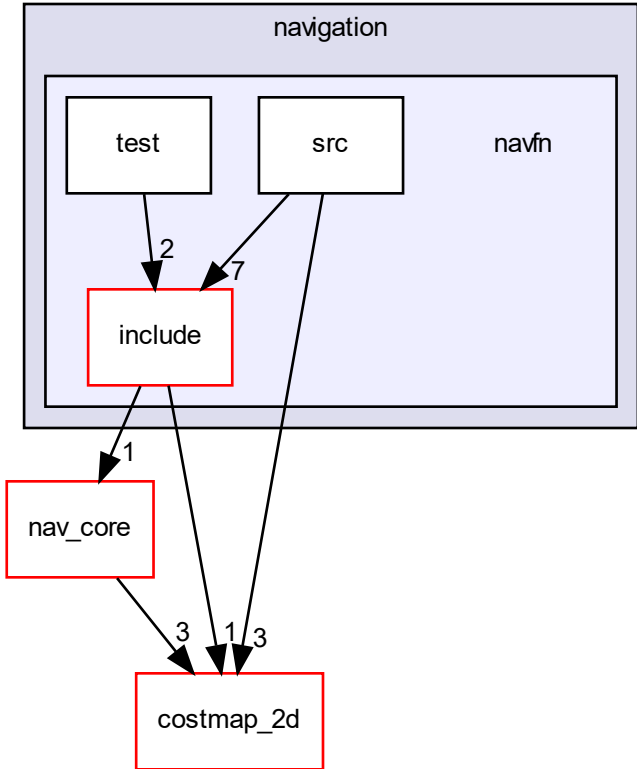 navigation
test
src
navfn
2
7
include
1
nav_core
3
1
3
costmap_2d